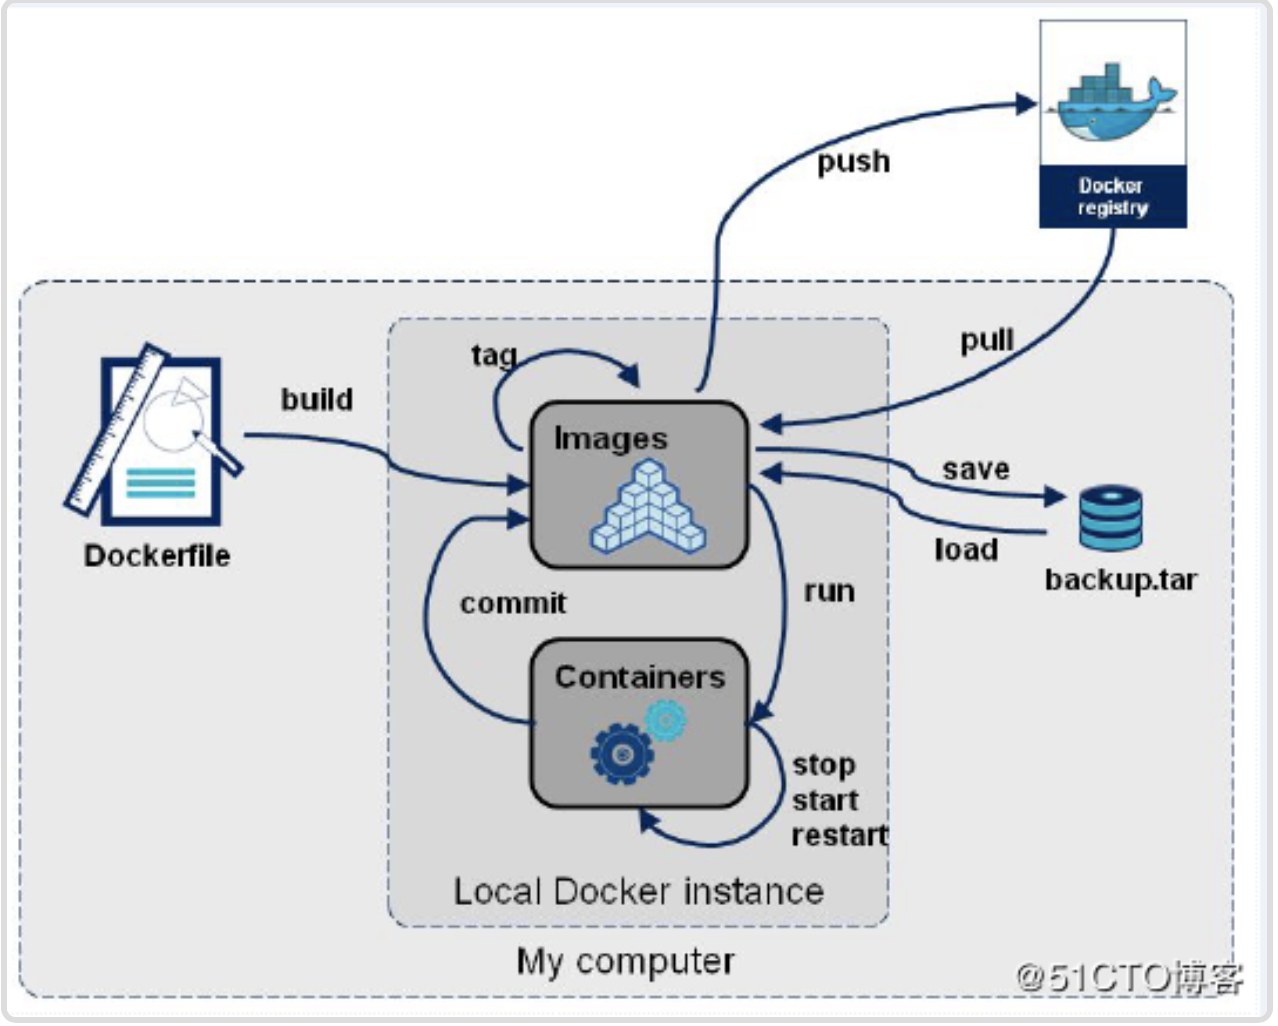 Docker
registry
push
pull
tag
build
Images
save
load
backup.tar
Dockerfile
commit
run
Containers
stop
start
restart
Local Docker instance
My computer
@51CTO博客